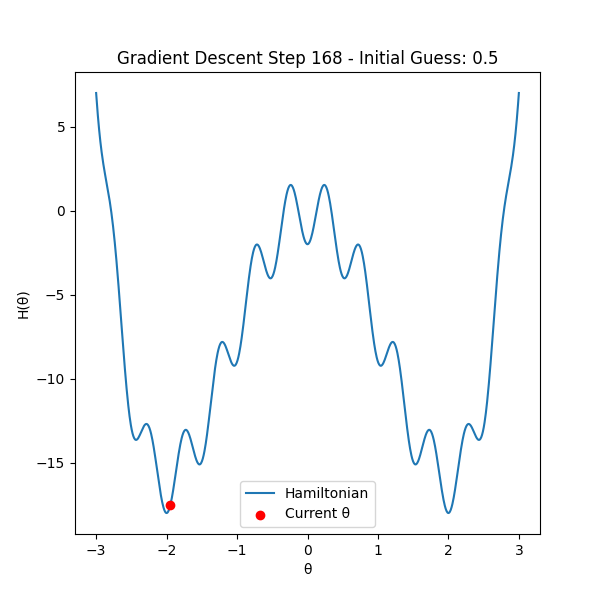 Gradient Descent Step 168 - Initial Guess: 0.5
H(θ)
5
0
−5
−10
−15
Hamiltonian
Current θ
−3 −2 −1 0 1 2 3
θ